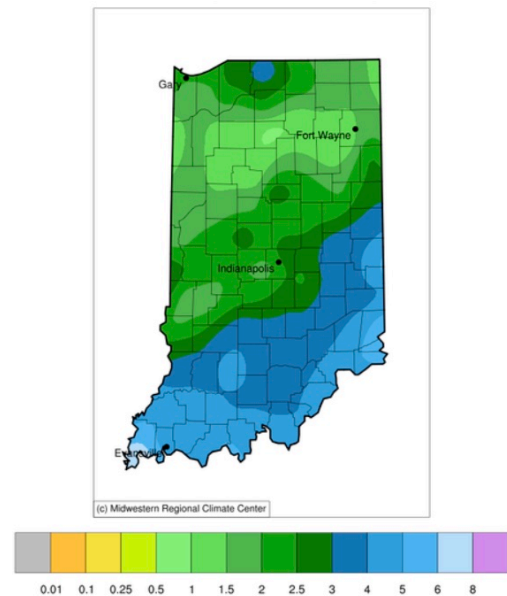 Gary
Fort Wayne
Indianapolis
Evansville
(c) Midwestern Regional Climate Center
0.01 0.1 0.25 0.5 1 1.5 2 2.5 3 4 5 6 8